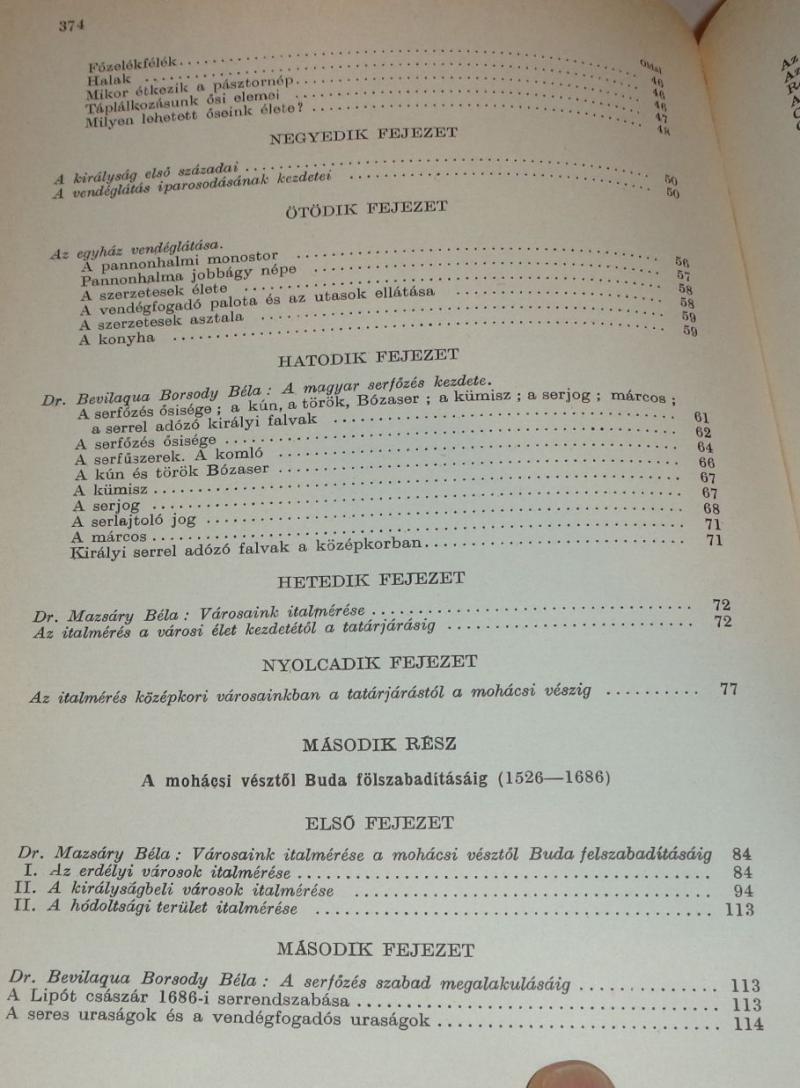 374
Oldal
Főzelékfélék 46
Halak 46
Mikor étkezik a pásztornép 46
Táplálkozásunk ősi elemei 47
Milyen lehetett őseink élete? 48
NEGYEDIK FEJEZET
A királyság első századai 50
A vendéglátás iparosodásának kezdetei 50
ÖTÖDIK FEJEZET
Az egyház vendéglátása.
A pannonhalmi monostor 56
Pannonhalma jobbágy népe 57
A szerzetesek élete 58
A vendégfogadó palota és az utasok ellátása 58
A szerzetesek asztala 59
A konyha 59
HATODIK FEJEZET
Dr. Bevilaqua Borsody Béla: A magyar serfőzés kezdete.
A serfőzés ősisége; a kún, a török, Bózaser; a kümisz; a serjog; márcos;
a serrel adózó királyi falvak 61
A serfőzés ősisége 62
A serfűszerek. A komló 64
A kún és török Bózaser 66
A kümisz 67
A serjog 67
A serlajtoló jog 68
A márcos 71
Királyi serrel adózó falvak a középkorban 71
HETEDIK FEJEZET
Dr. Mazsáry Béla: Városaink italmérése 72
Az italmérés a városi élet kezdetétől a tatárjárásig 72
NYOLCADIK FEJEZET
Az italmérés középkori városainkban a tatárjárástól a mohácsi vészig 77
MÁSODIK RÉSZ
A mohácsi vésztől Buda fölszabadításáig (1526—1686)
ELSŐ FEJEZET
Dr. Mazsáry Béla: Városaink italmérése a mohácsi vésztől Buda felszabadításáig 84
I. Az erdélyi városok italmérése 84
II. A királyságbeli városok italmérése 94
II. A hódoltsági terület italmérése 113
MÁSODIK FEJEZET
Dr. Bevilaqua Borsody Béla: A serfőzés szabad megalakulásáig 113
A Lipót császár 1686-i serrendszabása 113
A seres uraságok és a vendégfogadós uraságok 114